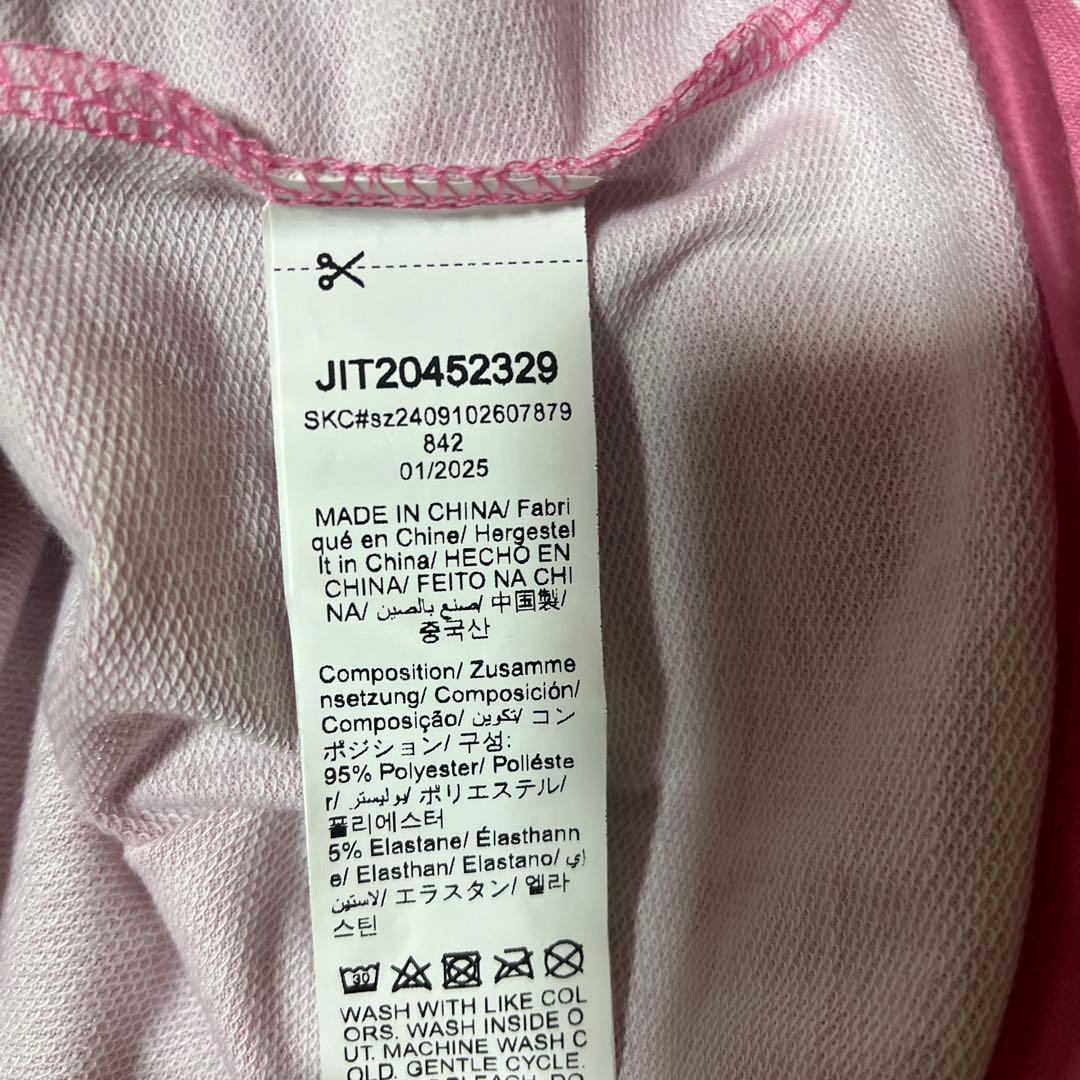 JIT20452329
SKC#sz2409102607879
842
01/2025
MADE IN CHINA/ Fabri
qué en Chine/ Hergestel
lt in China/ HECHO EN
CHINA/ FEITO NA CHI
NA/ صنع بالصين/ 中国製/
중국산
Composition/ Zusamme
nsetzung/ Composición/
Composição/ تكوين/ コン
ポジション/ 구성:
95% Polyester/ Polléste
r/ بوليستر/ ポリエステル/
폴리에스터
5% Elastane/ Élasthann
e/ Elasthan/ Elastano/ إي
لاستين/ エラスタン/ 엘라
스틴
30
WASH WITH LIKE COL
ORS. WASH INSIDE O
UT. MACHINE WASH C
OLD. GENTLE CYCLE.
BLEACH. DO